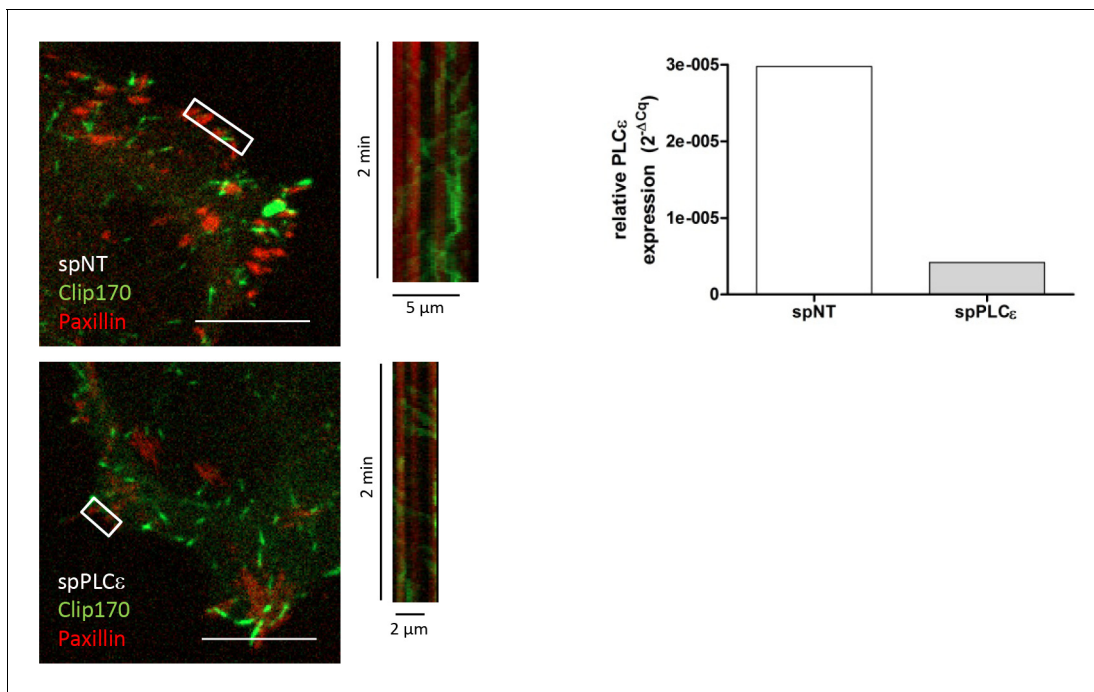 spNT
Clip170
Paxillin
2 min
5 µm
spPLCε
Clip170
Paxillin
2 min
2 µm
relative PLCε
expression (2^-ΔCq)
3e-005
2e-005
1e-005
0
spNT
spPLCε